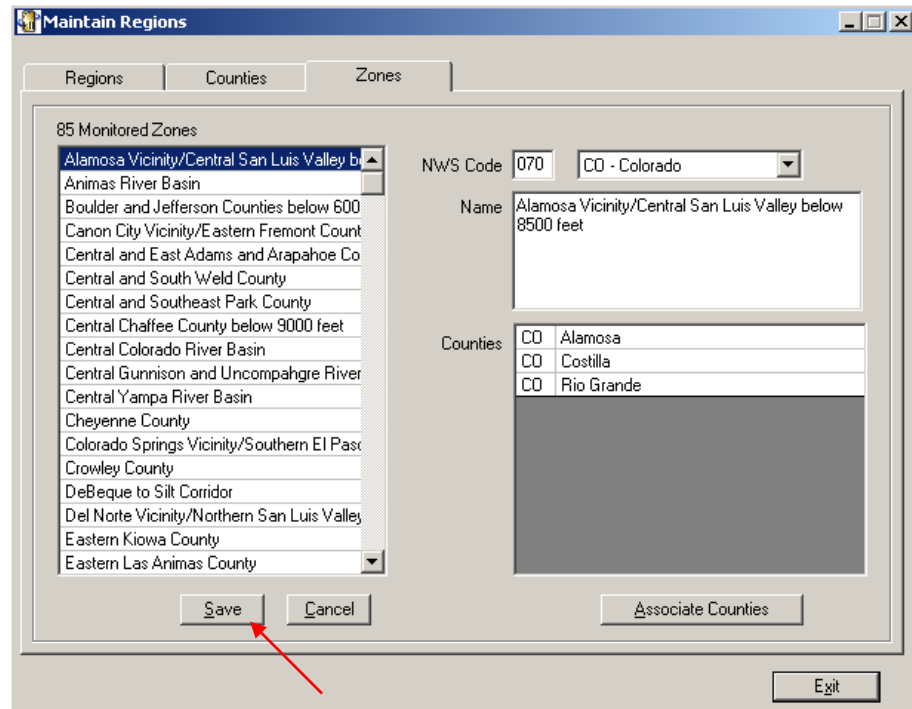 Maintain Regions
Regions Counties Zones
85 Monitored Zones
Alamosa Vicinity/Central San Luis Valley be
Animas River Basin
Boulder and Jefferson Counties below 600
Canon City Vicinity/Eastern Fremont Count
Central and East Adams and Arapahoe Co
Central and South Weld County
Central and Southeast Park County
Central Chaffee County below 9000 feet
Central Colorado River Basin
Central Gunnison and Uncompahgre River
Central Yampa River Basin
Cheyenne County
Colorado Springs Vicinity/Southern El Paso
Crowley County
DeBeque to Silt Corridor
Del Norte Vicinity/Northern San Luis Valley
Eastern Kiowa County
Eastern Las Animas County
Save Cancel
NWS Code 070 CO - Colorado
Name Alamosa Vicinity/Central San Luis Valley below
8500 feet
Counties CO Alamosa
CO Costilla
CO Rio Grande
Associate Counties
Exit